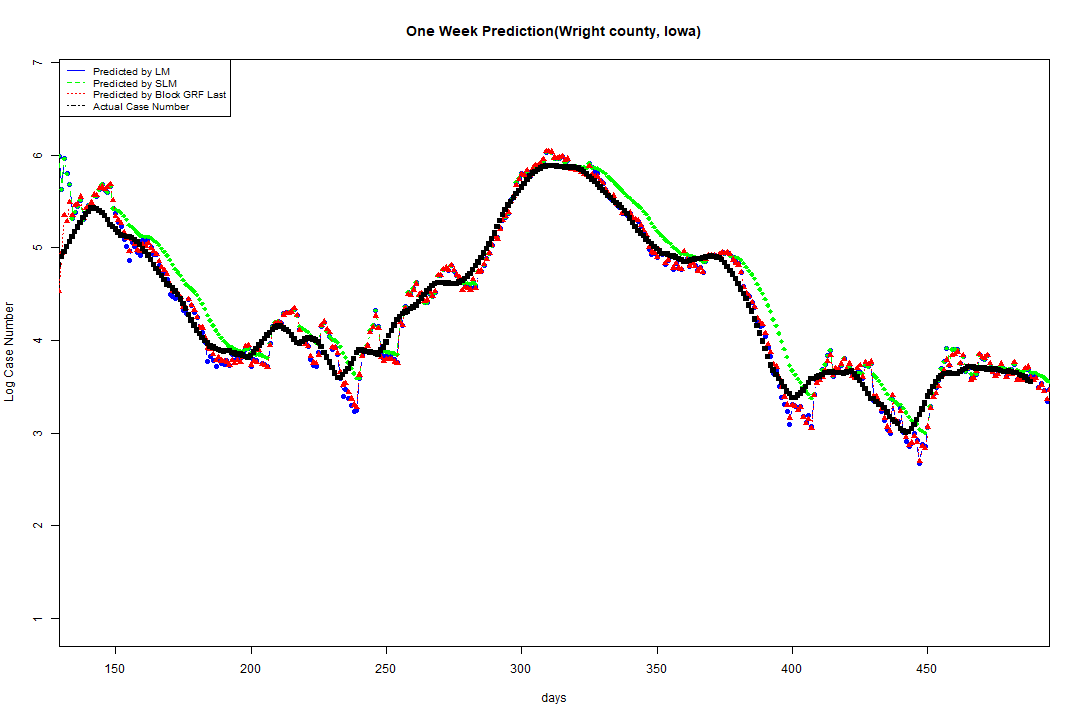 One Week Prediction(Wright county, Iowa)
Predicted by LM
Predicted by SLM
Predicted by Block GRF Last
Actual Case Number
7
6
5
4
3
2
1
Log Case Number
150 200 250 300 350 400 450
days